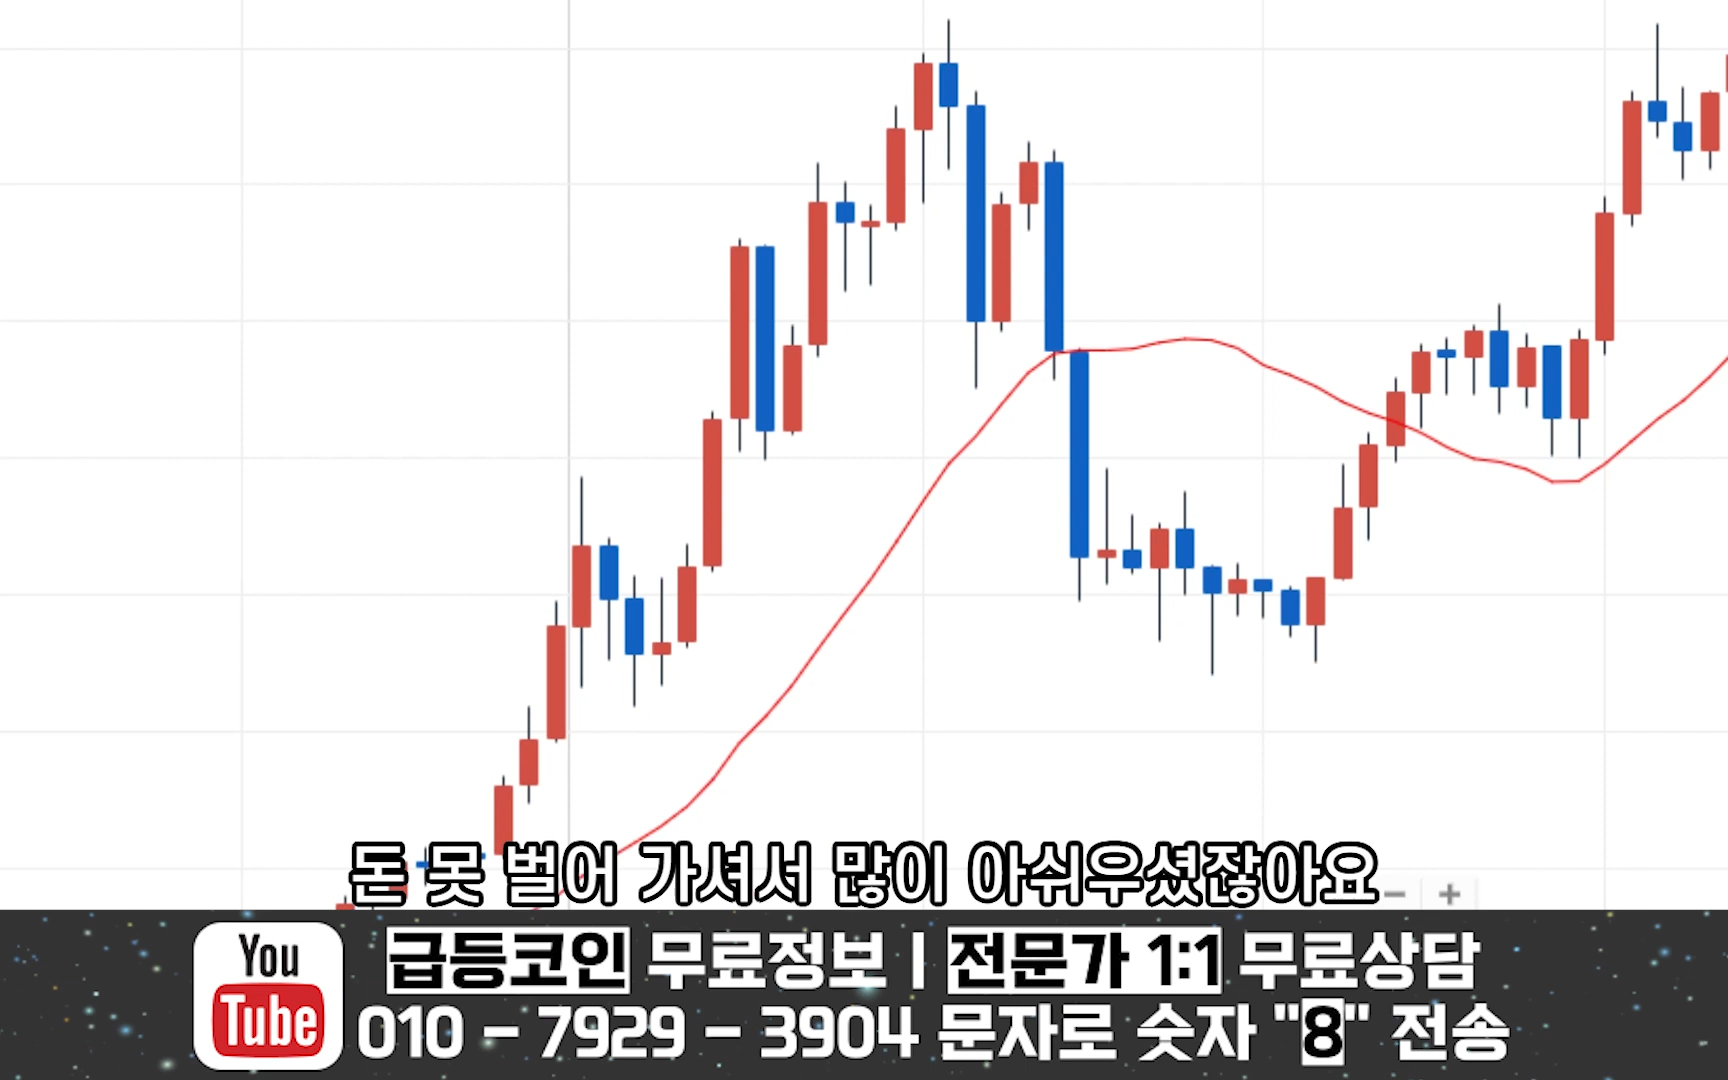 돈 못 벌어 가셔서 많이 아쉬우셨잖아요
You
Tube
급등코인 무료정보 | 전문가 1:1 무료상담
010 - 7929 - 3904 문자로 숫자 "8" 전송